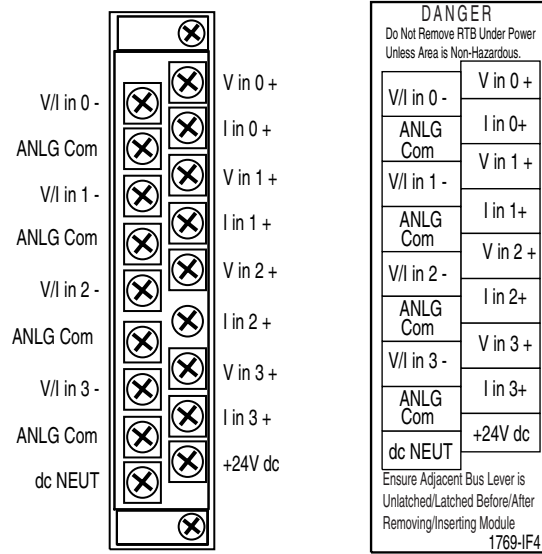 V/I in 0 -
ANLG Com
V/I in 1 -
ANLG Com
V/I in 2 -
ANLG Com
V/I in 3 -
ANLG Com
dc NEUT
V in 0 +
I in 0 +
V in 1 +
I in 1 +
V in 2 +
I in 2 +
V in 3 +
I in 3 +
+24V dc
DANGER
Do Not Remove RTB Under Power
Unless Area is Non-Hazardous.
V/I in 0 -
ANLG
Com
V/I in 1 -
ANLG
Com
V/I in 2 -
ANLG
Com
V/I in 3 -
ANLG
Com
dc NEUT
V in 0 +
I in 0+
V in 1 +
I in 1+
V in 2 +
I in 2+
V in 3 +
I in 3+
+24V dc
Ensure Adjacent Bus Lever is
Unlatched/Latched Before/After
Removing/Inserting Module
1769-IF4